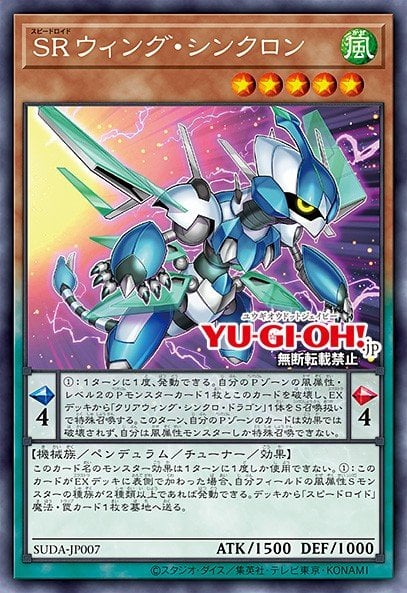 スピードロイド
SRウィング・シンクロン
風
ユウギオウドットジェイピー
YU-GI-OH!.jp
無断転載禁止
4
①:1ターンに1度、発動できる。自分のPゾーンの風属性・
レベル2のPモンスターカード1枚とこのカードを破壊し、EX
デッキから「クリアウィング・シンクロ・ドラゴン」1体をS召喚扱い
で特殊召喚する。このターン、自分のPゾーンのカードは効果では
破壊されず、自分は風属性モンスターしか特殊召喚できない。
4
【機械族/ペンデュラム/チューナー/効果】
このカード名のモンスター効果は1ターンに1度しか使用できない。①:この
カードがEXデッキに表側で加わった場合、自分フィールドの風属性Sモ
ンスターの種族が2種類以上であれば発動できる。デッキから「スピードロイド」
魔法・罠カード1枚を墓地へ送る。
SUDA-JP007
ATK/1500 DEF/1000
©スタジオ・ダイス/集英社・テレビ東京・KONAMI